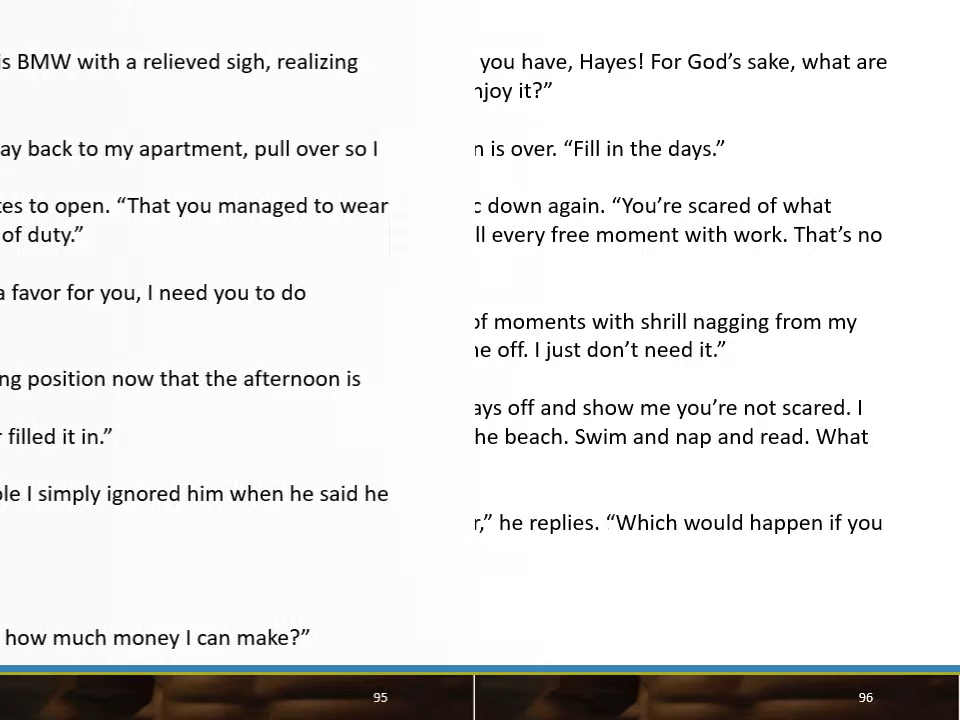 is BMW with a relieved sigh, realizing
ay back to my apartment, pull over so I
tes to open. “That you managed to wear
of duty.”
a favor for you, I need you to do
ng position now that the afternoon is
filled it in.”
ple I simply ignored him when he said he
how much money I can make?”
95
you have, Hayes! For God’s sake, what are
njoy it?”
n is over. “Fill in the days.”
c down again. “You’re scared of what
ll every free moment with work. That’s no
of moments with shrill nagging from my
me off. I just don’t need it.”
ays off and show me you’re not scared. I
he beach. Swim and nap and read. What
r,” he replies. “Which would happen if you
96